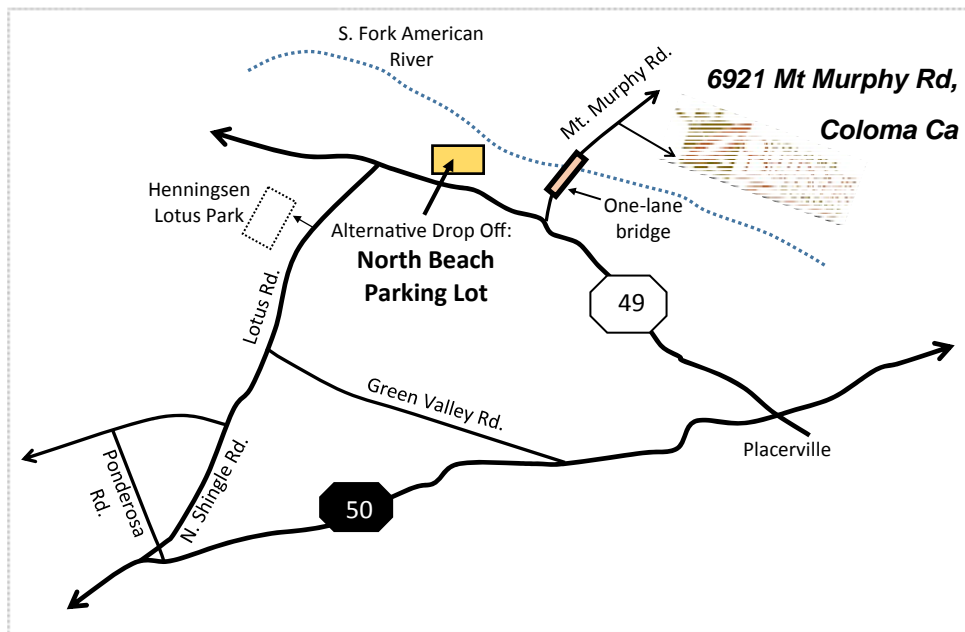 S. Fork American
River
Mt. Murphy Rd.
6921 Mt Murphy Rd,
Coloma Ca
Henningsen
Lotus Park
Alternative Drop Off:
North Beach
Parking Lot
One-lane
bridge
Lotus Rd.
49
Green Valley Rd.
Placerville
Ponderosa
Rd.
N. Shingle Rd.
50